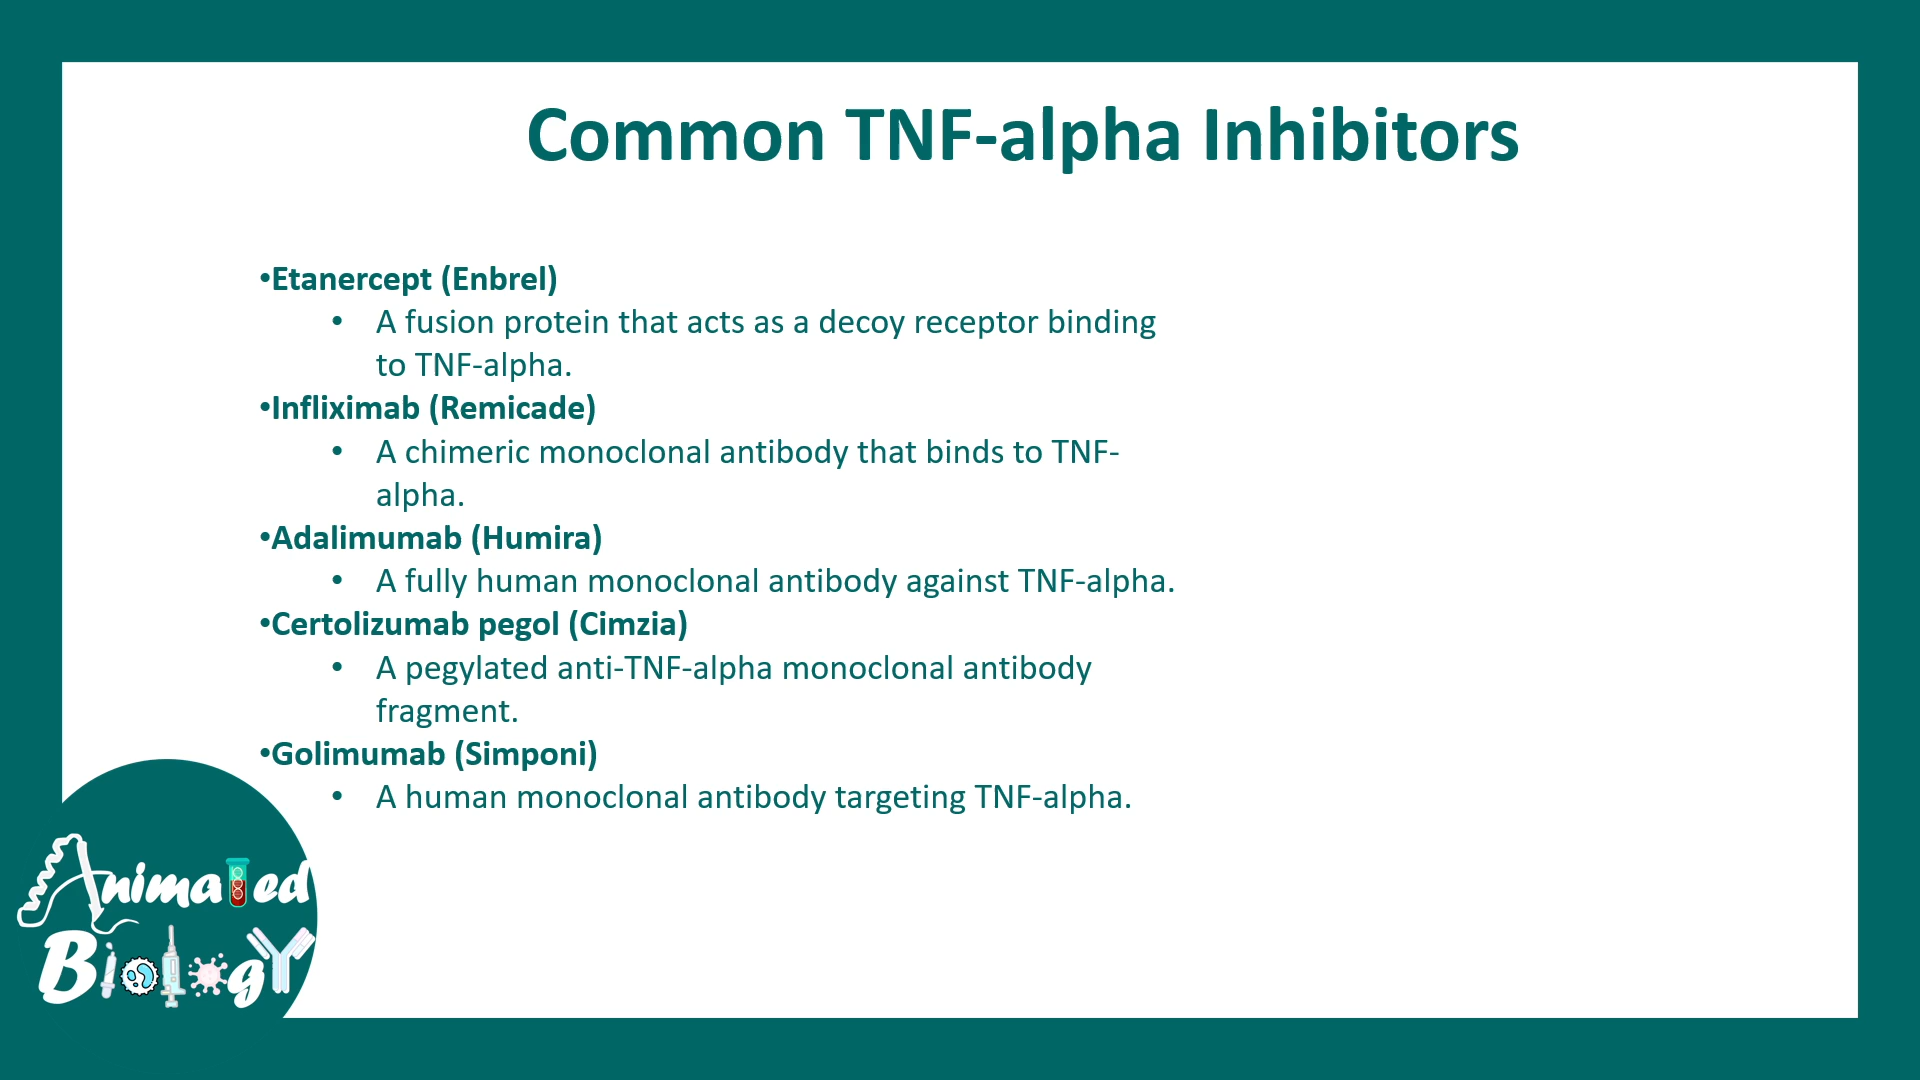 Common TNF-alpha Inhibitors
•Etanercept (Enbrel)
• A fusion protein that acts as a decoy receptor binding
to TNF-alpha.
•Infliximab (Remicade)
• A chimeric monoclonal antibody that binds to TNF-
alpha.
•Adalimumab (Humira)
• A fully human monoclonal antibody against TNF-alpha.
•Certolizumab pegol (Cimzia)
• A pegylated anti-TNF-alpha monoclonal antibody
fragment.
•Golimumab (Simponi)
• A human monoclonal antibody targeting TNF-alpha.
Animated
Biology